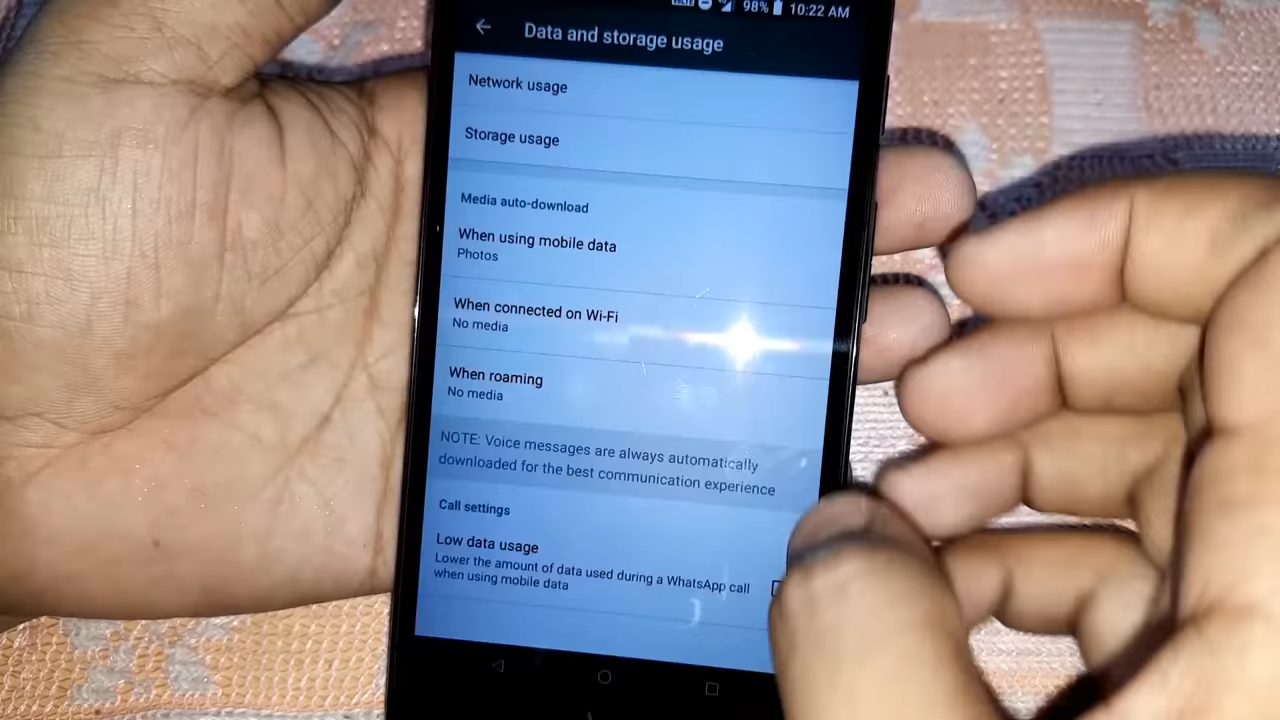 98% 10:22 AM
Data and storage usage
Network usage
Storage usage
Media auto-download
When using mobile data
Photos
When connected on Wi-Fi
No media
When roaming
No media
NOTE: Voice messages are always automatically
downloaded for the best communication experience
Call settings
Low data usage
Lower the amount of data used during a WhatsApp call
when using mobile data